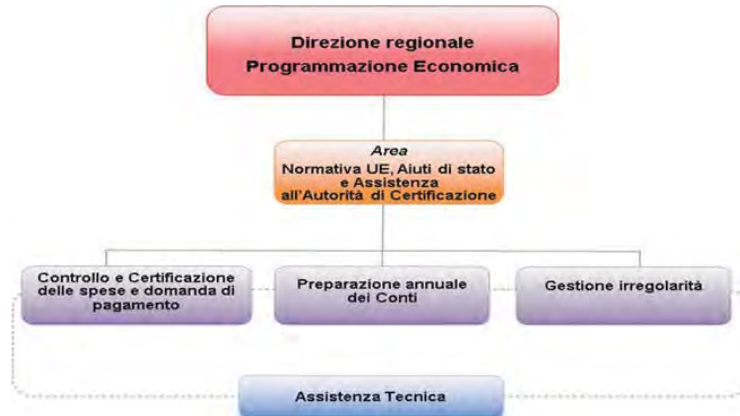 Direzione regionale
Programmazione Economica
Area
Normativa UE, Aiuti di stato
e Assistenza
all'Autorità di Certificazione
Controllo e Certificazione
delle spese e domanda di
pagamento
Preparazione annuale
dei Conti
Gestione irregolarità
Assistenza Tecnica